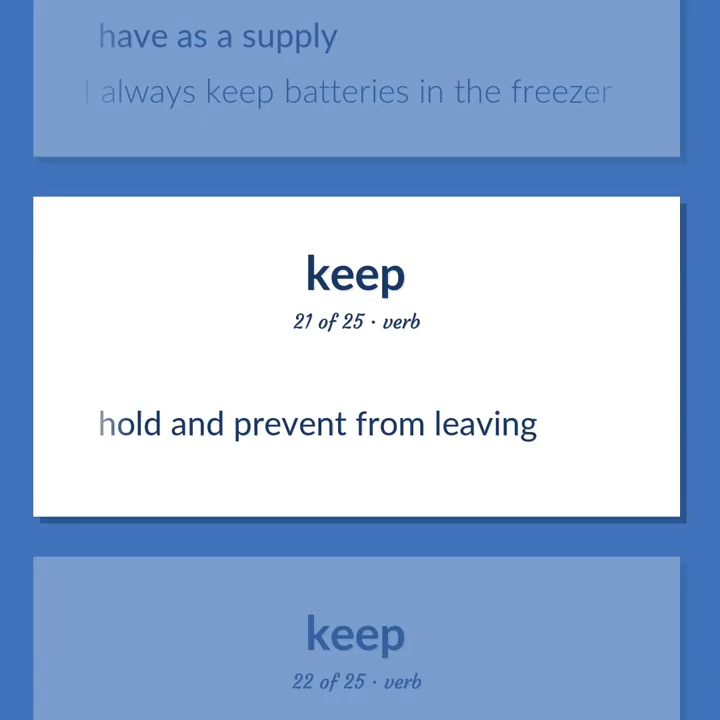 have as a supply
I always keep batteries in the freezer
keep
21 of 25 · verb
hold and prevent from leaving
keep
22 of 25 · verb